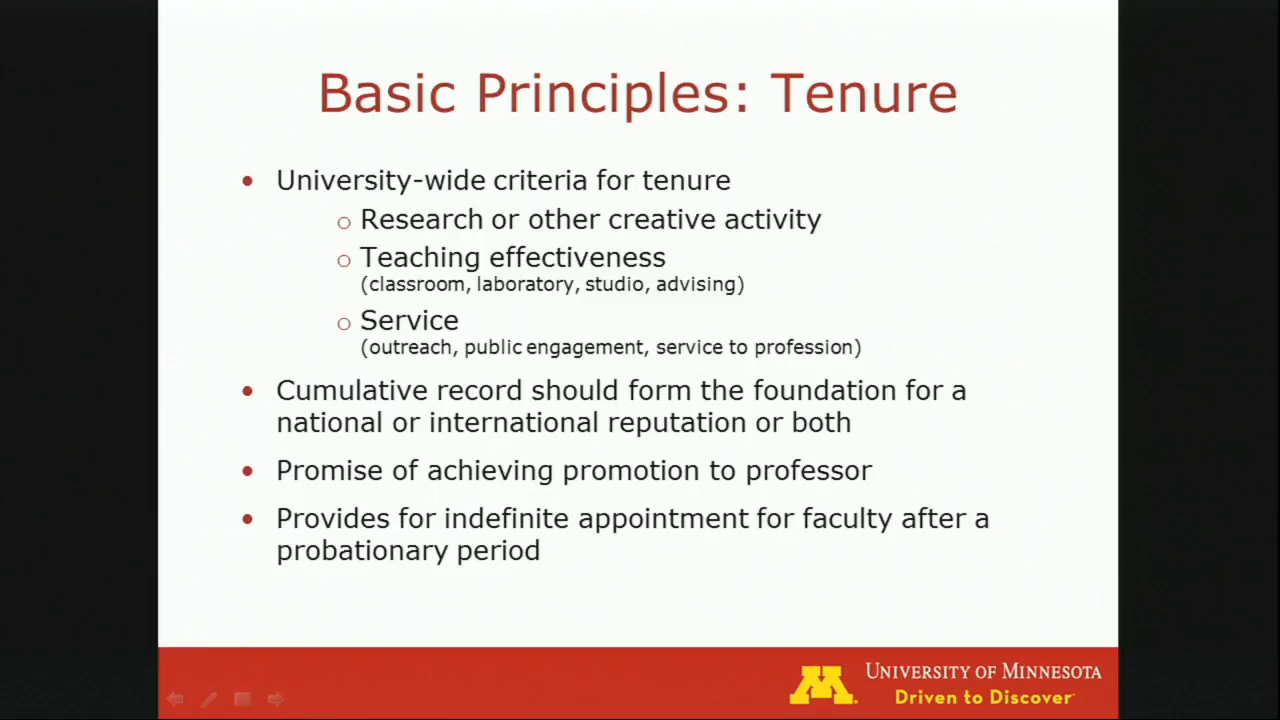 Basic Principles: Tenure
University-wide criteria for tenure
Research or other creative activity
Teaching effectiveness
(classroom, laboratory, studio, advising)
Service
(outreach, public engagement, service to profession)
Cumulative record should form the foundation for a
national or international reputation or both
Promise of achieving promotion to professor
Provides for indefinite appointment for faculty after a
probationary period
M
UNIVERSITY OF MINNESOTA
Driven to Discover